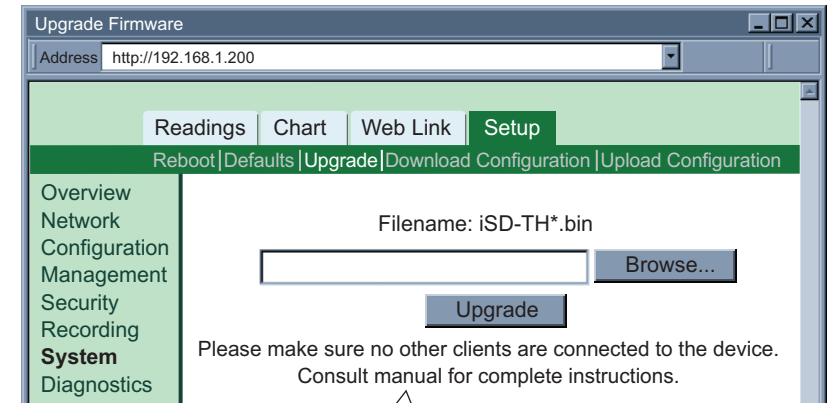 Upgrade Firmware
Address http://192.168.1.200
Readings Chart Web Link Setup
Reboot|Defaults|Upgrade|Download Configuration|Upload Configuration
Overview
Network
Configuration
Management
Security
Recording
System
Diagnostics
Filename: iSD-TH*.bin
Browse...
Upgrade
Please make sure no other clients are connected to the device.
Consult manual for complete instructions.